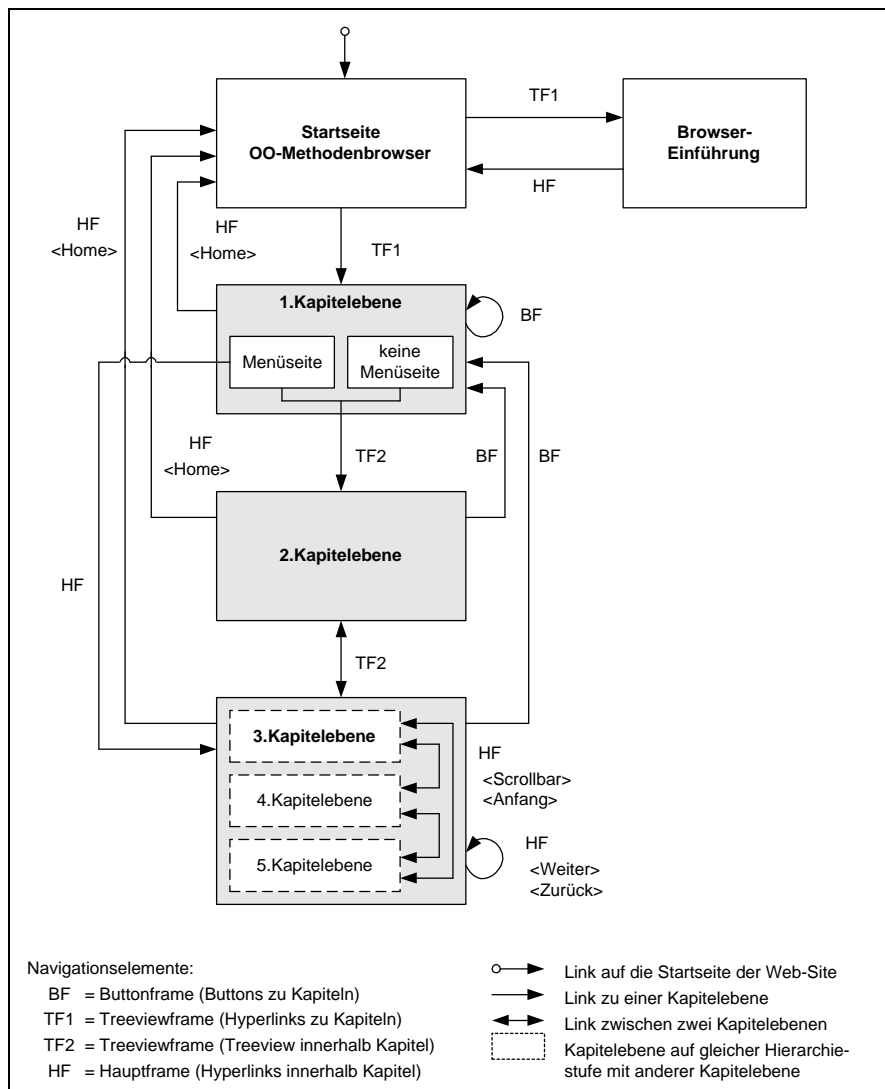 TF1
Startseite
OO-Methodenbrowser
Browser-
Einführung
HF
HF
<Home>
HF
<Home>
TF1
1.Kapitelebene
BF
Menüseite
keine
Menüseite
HF
<Home>
TF2
BF
BF
2.Kapitelebene
HF
TF2
3.Kapitelebene
HF
<Scrollbar>
<Anfang>
4.Kapitelebene
5.Kapitelebene
HF
<Weiter>
<Zurück>
Navigationselemente:
BF = Buttonframe (Buttons zu Kapiteln)
TF1 = Treeviewframe (Hyperlinks zu Kapiteln)
TF2 = Treeviewframe (Treeview innerhalb Kapitel)
HF = Hauptframe (Hyperlinks innerhalb Kapitel)
Link auf die Startseite der Web-Site
Link zu einer Kapitelebene
Link zwischen zwei Kapitelebenen
Kapitelebene auf gleicher Hierarchie-
stufe mit anderer Kapitelebene